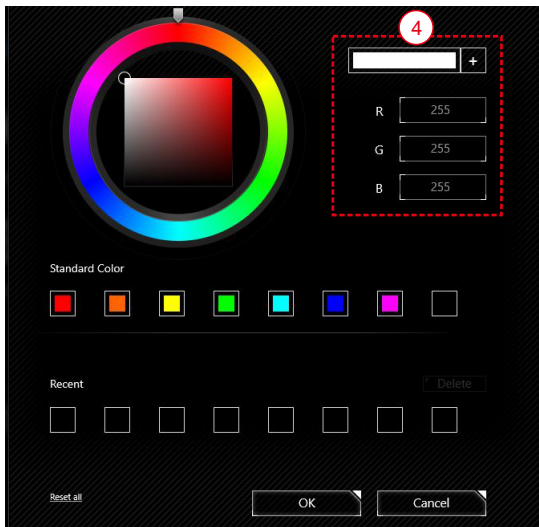 4
+
R 255
G 255
B 255
Standard Color
Recent Delete
Reset all OK Cancel